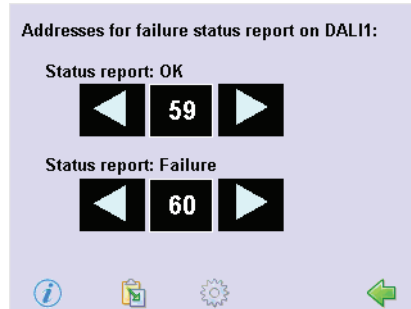 Addresses for failure status report on DALI1:
Status report: OK
59
Status report: Failure
60
i